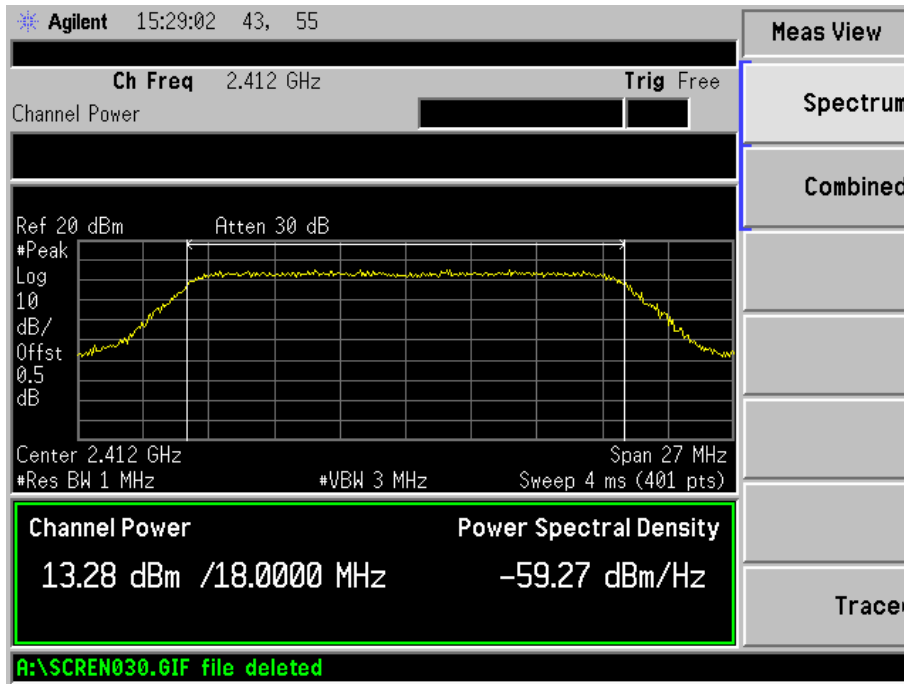 Agilent 15:29:02 43, 55
Meas View
Ch Freq 2.412 GHz Trig Free
Channel Power
Spectrum
Combined
Ref 20 dBm Atten 30 dB
#Peak
Log
10
dB/
Offst
0.5
dB
Center 2.412 GHz Span 27 MHz
#Res BW 1 MHz #VBW 3 MHz Sweep 4 ms (401 pts)
Channel Power Power Spectral Density
13.28 dBm /18.0000 MHz -59.27 dBm/Hz
Trace
A:\SCREN030.GIF file deleted